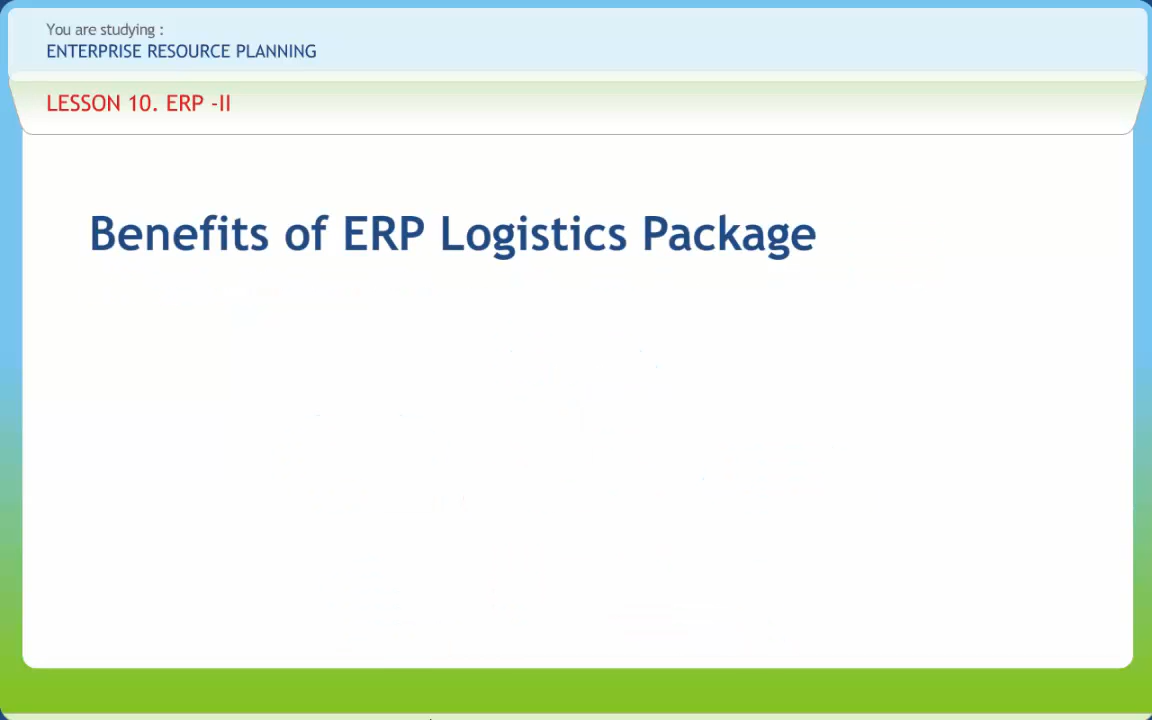 You are studying :
ENTERPRISE RESOURCE PLANNING
LESSON 10. ERP -II
Benefits of ERP Logistics Package